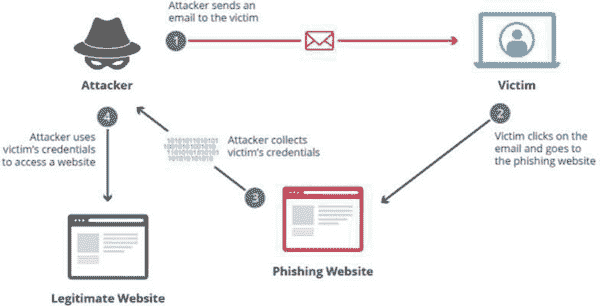 Attacker sends an
email to the victim
1
Attacker
Victim
4
2
Attacker uses
victim's credentials
to access a website
Attacker collects
victim's credentials
Victim clicks on the
email and goes to
the phishing website
3
Phishing Website
Legitimate Website